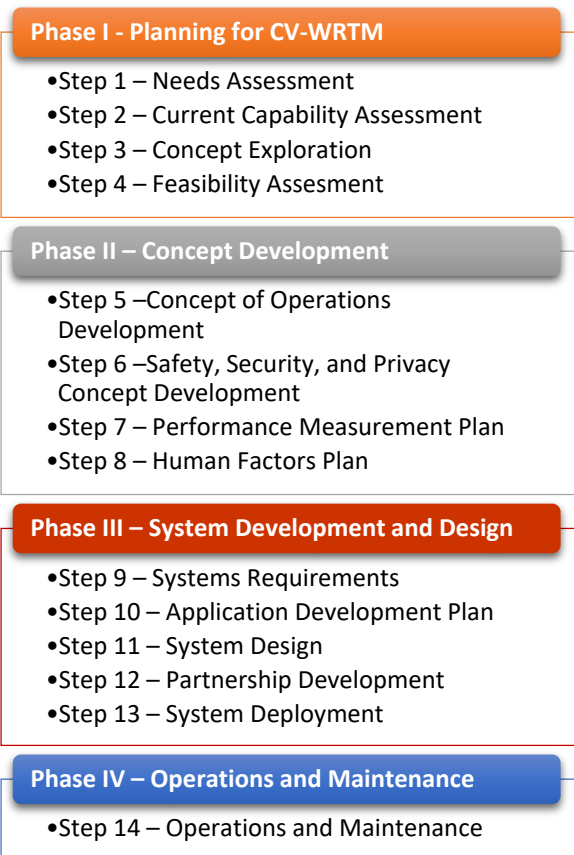 Phase I - Planning for CV-WRTM
•Step 1 – Needs Assessment
•Step 2 – Current Capability Assessment
•Step 3 – Concept Exploration
•Step 4 – Feasibility Assesment
Phase II – Concept Development
•Step 5 –Concept of Operations
Development
•Step 6 –Safety, Security, and Privacy
Concept Development
•Step 7 – Performance Measurement Plan
•Step 8 – Human Factors Plan
Phase III – System Development and Design
•Step 9 – Systems Requirements
•Step 10 – Application Development Plan
•Step 11 – System Design
•Step 12 – Partnership Development
•Step 13 – System Deployment
Phase IV – Operations and Maintenance
•Step 14 – Operations and Maintenance